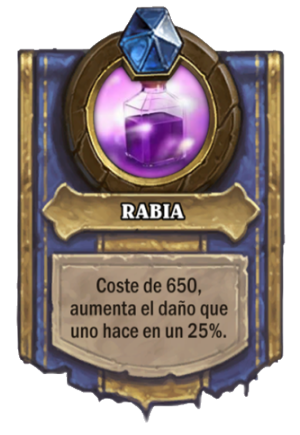 RABIA
Coste de 650,
aumenta el daño que
uno hace en un 25%.